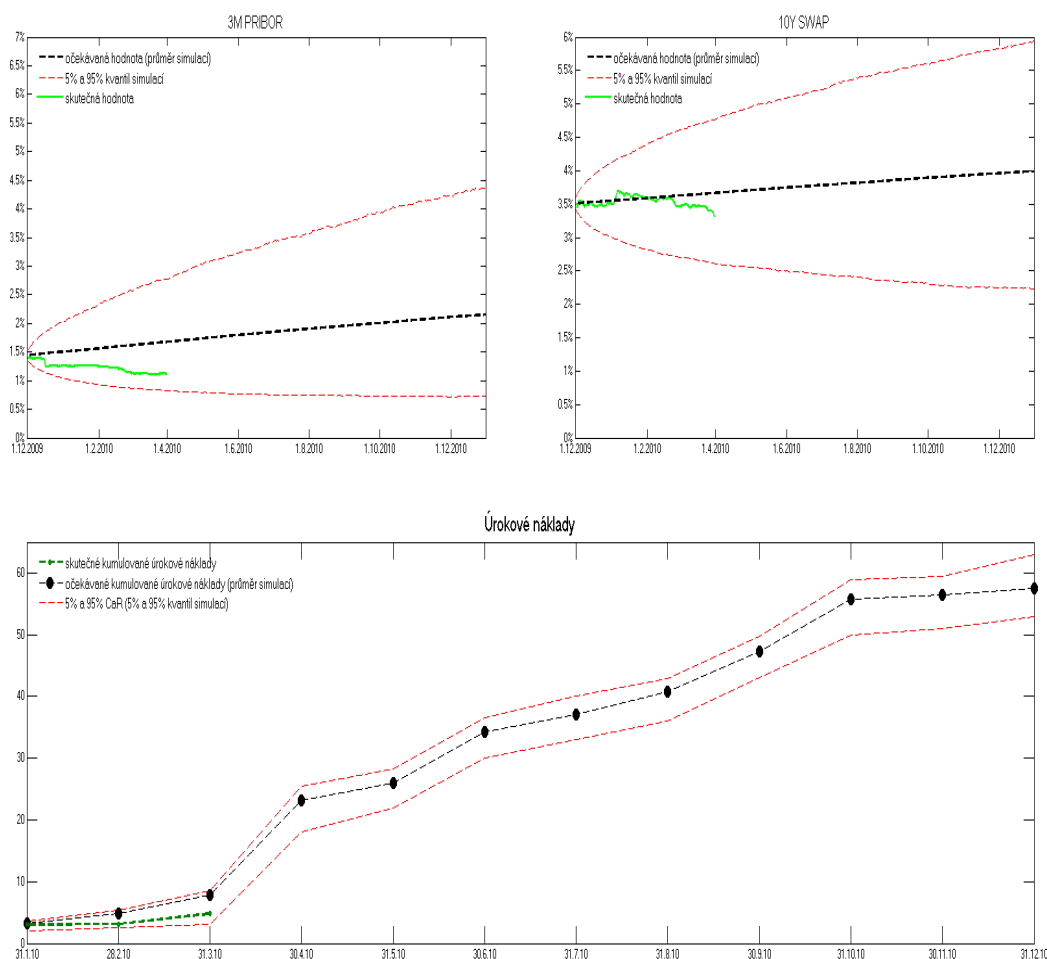 3M PRIBOR
7%
6.5%
6%
5.5%
5%
4.5%
4%
3.5%
3%
2.5%
2%
1.5%
1%
0.5%
0%
očekávaná hodnota (průměr simulací)
5% a 95% kvantil simulací
skutečná hodnota
1.12.2009 1.2.2010 1.4.2010 1.6.2010 1.8.2010 1.10.2010 1.12.2010
10Y SWAP
6%
5.5%
5%
4.5%
4%
3.5%
3%
2.5%
2%
1.5%
1%
0.5%
0%
očekávaná hodnota (průměr simulací)
5% a 95% kvantil simulací
skutečná hodnota
1.12.2009 1.2.2010 1.4.2010 1.6.2010 1.8.2010 1.10.2010 1.12.2010
Úrokové náklady
60
50
40
30
20
10
0
skutečné kumulované úrokové náklady
očekávané kumulované úrokové náklady (průměr simulací)
5% a 95% CaR (5% a 95% kvantil simulací)
31.1.10 28.2.10 31.3.10 30.4.10 31.5.10 30.6.10 31.7.10 31.8.10 30.9.10 31.10.10 30.11.10 31.12.10